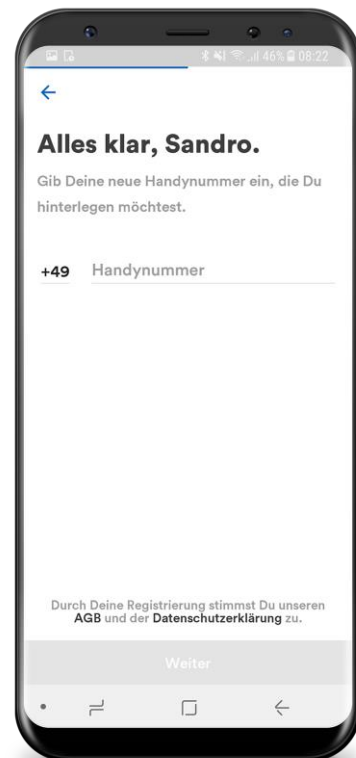 46% 08:22
Alles klar, Sandro.
Gib Deine neue Handynummer ein, die Du
hinterlegen möchtest.
+49 Handynummer
Durch Deine Registrierung stimmst Du unseren
AGB und der Datenschutzerklärung zu.
Weiter